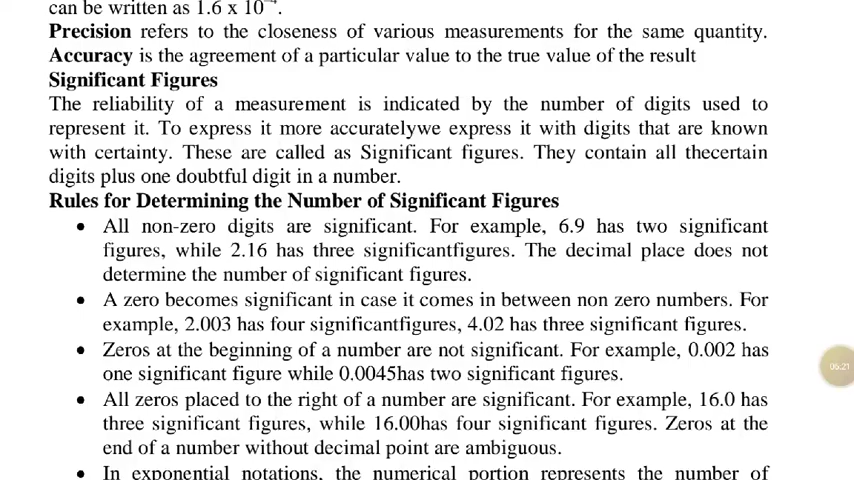 can be written as 1.6 x 10⁻⁴.
Precision refers to the closeness of various measurements for the same quantity.
Accuracy is the agreement of a particular value to the true value of the result
Significant Figures
The reliability of a measurement is indicated by the number of digits used to
represent it. To express it more accuratelywe express it with digits that are known
with certainty. These are called as Significant figures. They contain all thecertain
digits plus one doubtful digit in a number.
Rules for Determining the Number of Significant Figures
• All non-zero digits are significant. For example, 6.9 has two significant
figures, while 2.16 has three significantfigures. The decimal place does not
determine the number of significant figures.
• A zero becomes significant in case it comes in between non zero numbers. For
example, 2.003 has four significantfigures, 4.02 has three significant figures.
• Zeros at the beginning of a number are not significant. For example, 0.002 has
one significant figure while 0.0045has two significant figures.
• All zeros placed to the right of a number are significant. For example, 16.0 has
three significant figures, while 16.00has four significant figures. Zeros at the
end of a number without decimal point are ambiguous.
• In exponential notations, the numerical portion represents the number of
06:21